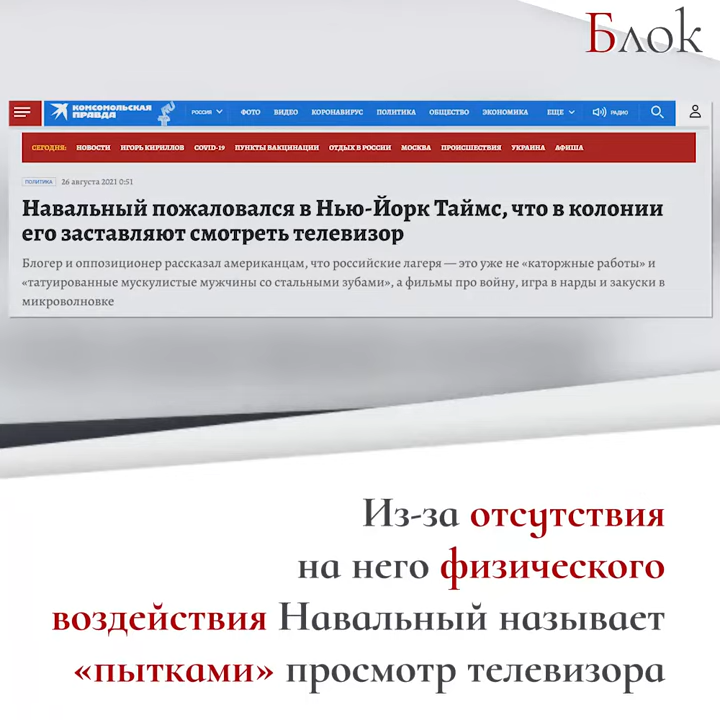 Блок
КОМСОМОЛЬСКАЯ ПРАВДА
РОССИЯ ФОТО ВИДЕО КОРОНАВИРУС ПОЛИТИКА ОБЩЕСТВО ЭКОНОМИКА ЕЩЕ РАДИО
СЕГОДНЯ: НОВОСТИ ИГОРЬ КИРИЛЛОВ COVID-19 ПУНКТЫ ВАКЦИНАЦИИ ОТДЫХ В РОССИИ МОСКВА ПРОИСШЕСТВИЯ УКРАИНА АФИША
ПОЛИТИКА 26 августа 2021 0:51
Навальный пожаловался в Нью-Йорк Таймс, что в колонии
его заставляют смотреть телевизор
Блогер и оппозиционер рассказал американцам, что российские лагеря — это уже не «каторжные работы» и
«татуированные мускулистые мужчины со стальными зубами», а фильмы про войну, игра в нарды и закуски в
микроволновке
Из-за отсутствия
на него физического
воздействия Навальный называет
«пытками» просмотр телевизора